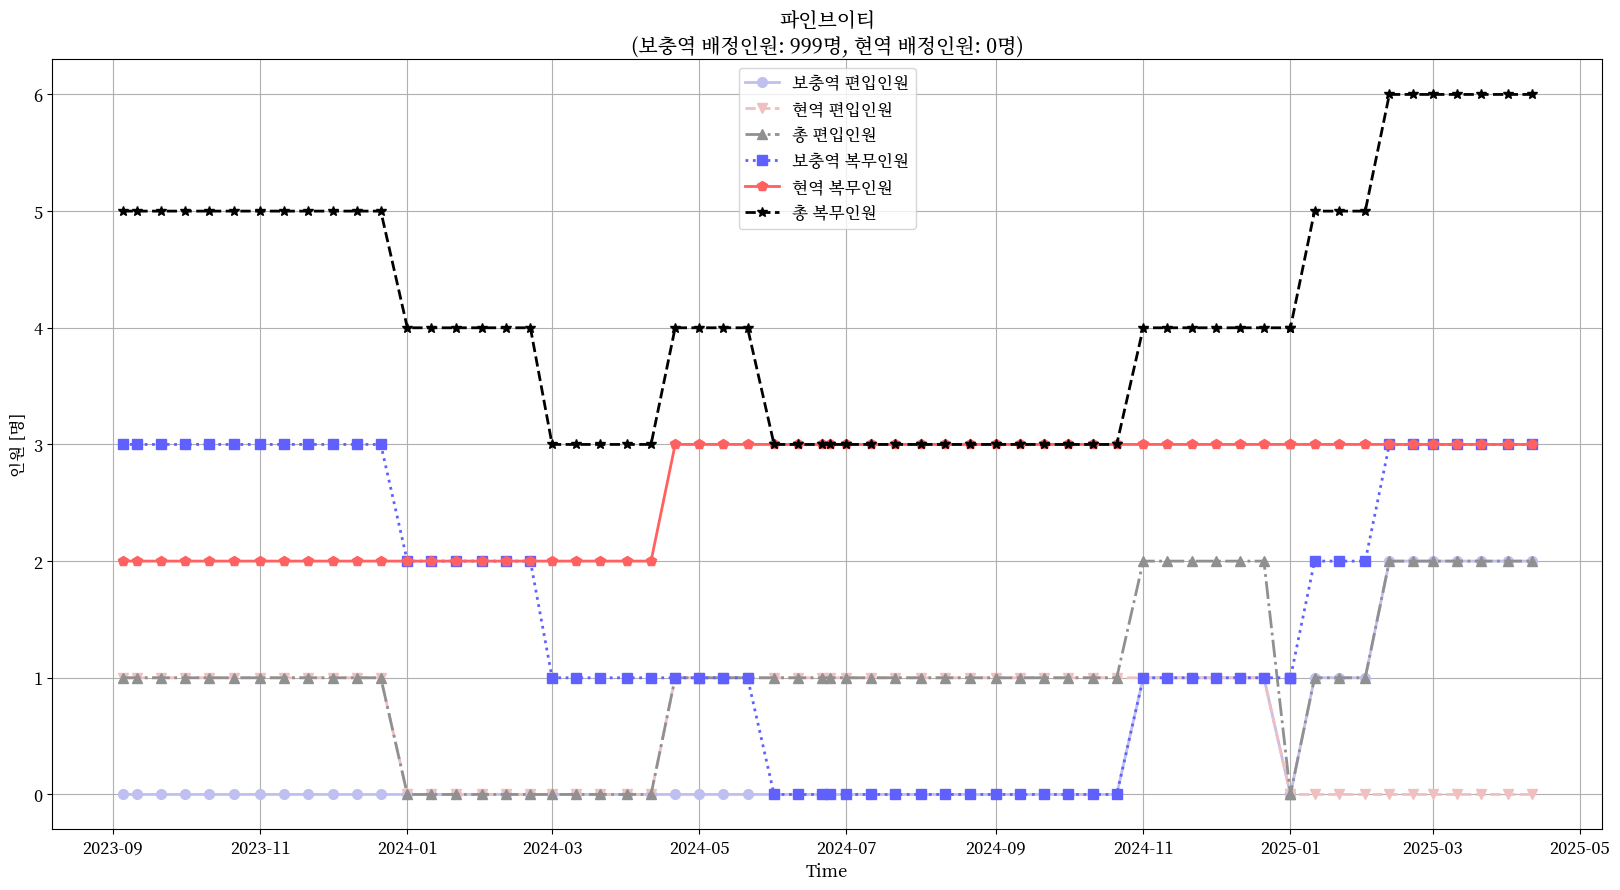 파인브이티
(보충역 배정인원: 999명, 현역 배정인원: 0명)
보충역 편입인원
현역 편입인원
총 편입인원
보충역 복무인원
현역 복무인원
총 복무인원
인원 [명]
6
5
4
3
2
1
0
2023-09
2023-11
2024-01
2024-03
2024-05
2024-07
2024-09
2024-11
2025-01
2025-03
2025-05
Time